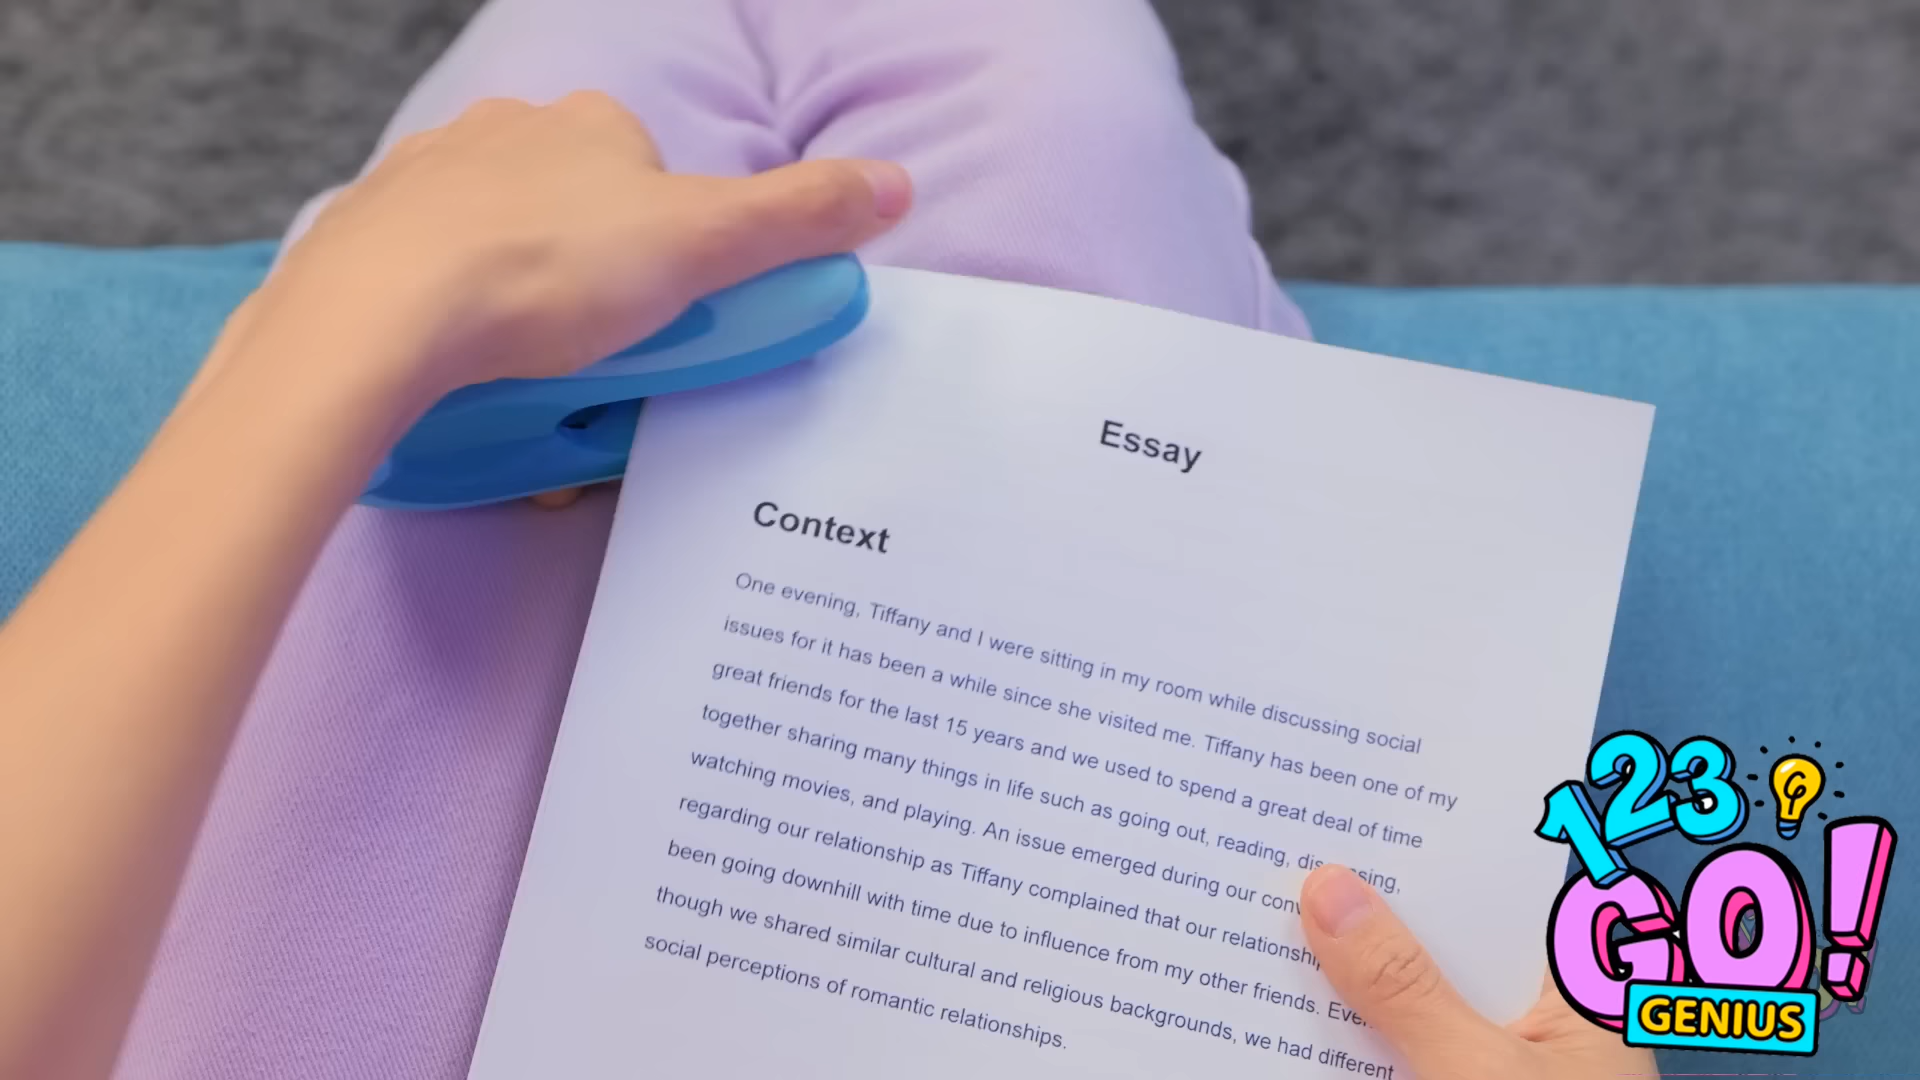 Essay
Context
One evening, Tiffany and I were sitting in my room while discussing social
issues for it has been a while since she visited me. Tiffany has been one of my
great friends for the last 15 years and we used to spend a great deal of time
together sharing many things in life such as going out, reading,
watching movies, and playing. An issue emerged during our
regarding our relationship as Tiffany complained that our
been going downhill with time due to influence from my other friends.
though we shared similar cultural and religious backgrounds, we had different
social perceptions of romantic relationships.
123
GO!
GENIUS